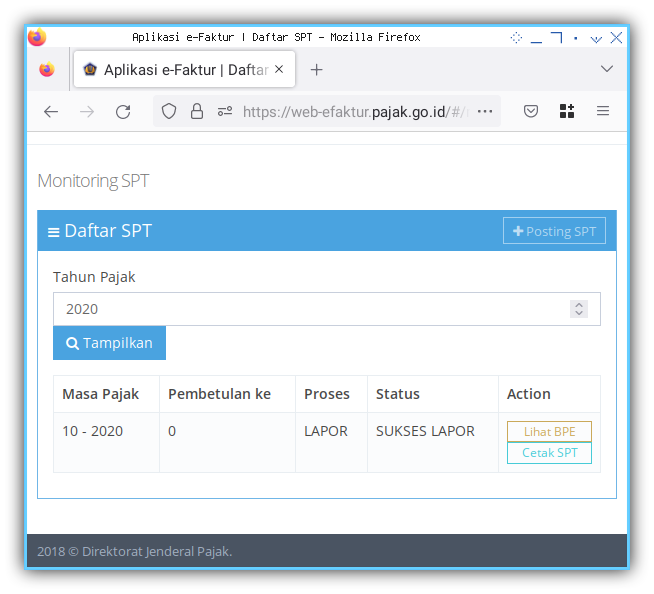 Aplikasi e-Faktur | Daftar SPT - Mozilla Firefox
Aplikasi e-Faktur | Daftar
https://web-efaktur.pajak.go.id/#/
Monitoring SPT
Daftar SPT
Posting SPT
Tahun Pajak
2020
Tampilkan
Masa Pajak Pembetulan ke Proses Status Action
10 - 2020 0 LAPOR SUKSES LAPOR Lihat BPE
Cetak SPT
2018 © Direktorat Jenderal Pajak.